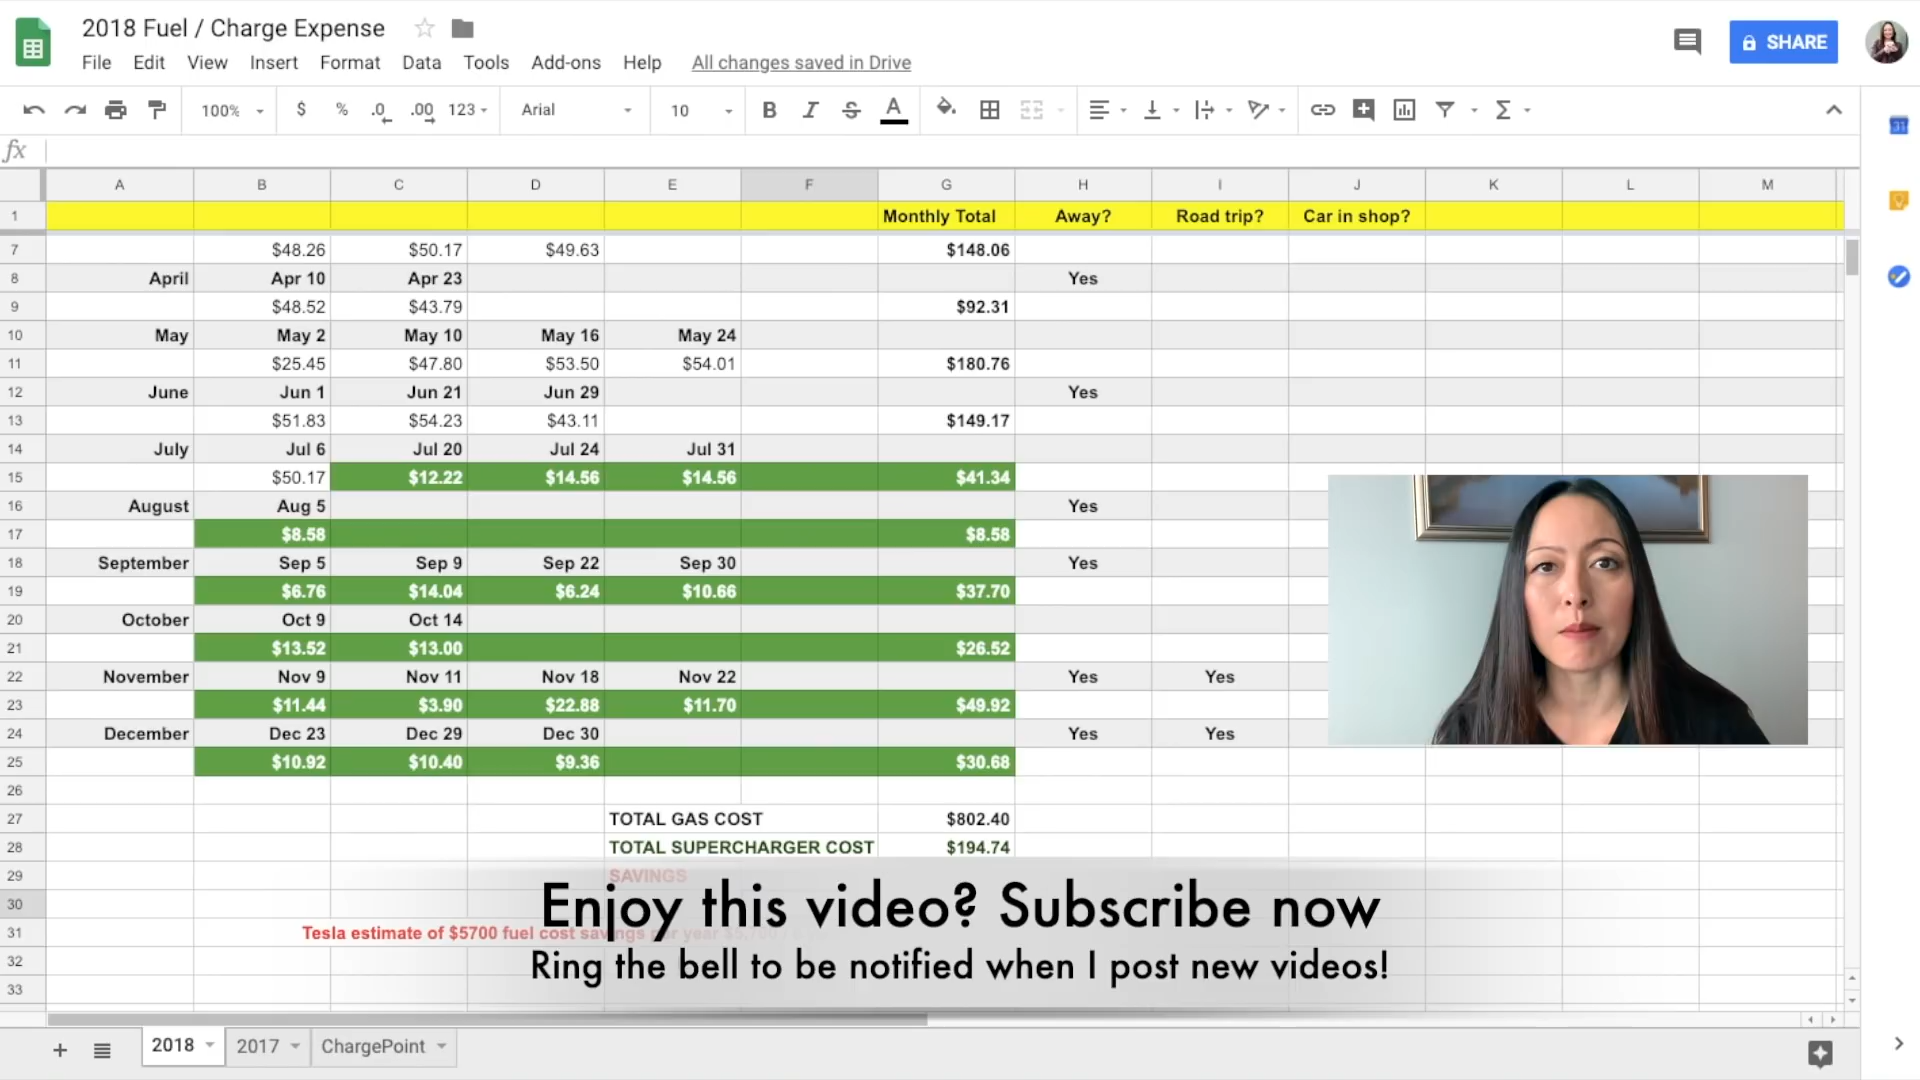 2018 Fuel / Charge Expense
SHARE
File Edit View Insert Format Data Tools Add-ons Help All changes saved in Drive
100% $ % .0 .00 123 Arial 10 B I S A
fx
31
A B C D E F G H I J K L M
1 Monthly Total Away? Road trip? Car in shop?
7 $48.26 $50.17 $49.63 $148.06
8 April Apr 10 Apr 23 Yes
9 $48.52 $43.79 $92.31
10 May May 2 May 10 May 16 May 24
11 $25.45 $47.80 $53.50 $54.01 $180.76
12 June Jun 1 Jun 21 Jun 29 Yes
13 $51.83 $54.23 $43.11 $149.17
14 July Jul 6 Jul 20 Jul 24 Jul 31
15 $50.17 $12.22 $14.56 $14.56 $41.34
16 August Aug 5 Yes
17 $8.58 $8.58
18 September Sep 5 Sep 9 Sep 22 Sep 30 Yes
19 $6.76 $14.04 $6.24 $10.66 $37.70
20 October Oct 9 Oct 14
21 $13.52 $13.00 $26.52
22 November Nov 9 Nov 11 Nov 18 Nov 22 Yes Yes
23 $11.44 $3.90 $22.88 $11.70 $49.92
24 December Dec 23 Dec 29 Dec 30 Yes Yes
25 $10.92 $10.40 $9.36 $30.68
26
27 TOTAL GAS COST $802.40
28 TOTAL SUPERCHARGER COST $194.74
29 SAVINGS
30
Enjoy this video? Subscribe now
31 Tesla estimate of $5700 fuel cost savings per year
Ring the bell to be notified when I post new videos!
32
33
2018 2017 ChargePoint